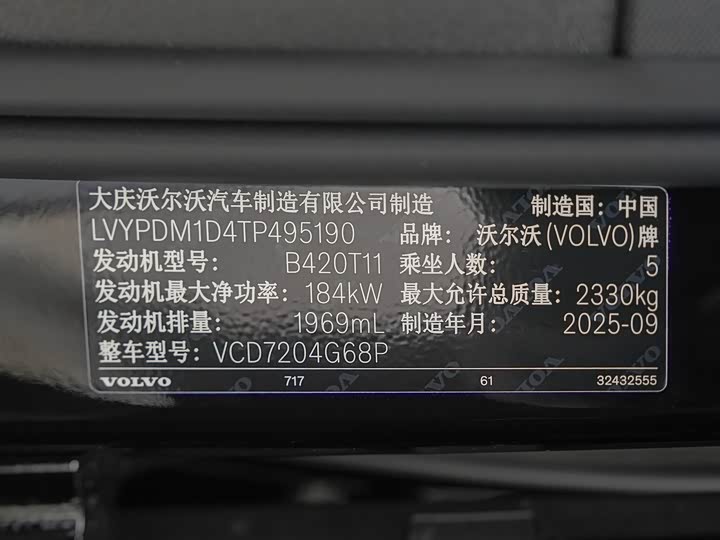 大庆沃尔沃汽车制造有限公司制造 制造国：中国
LVYPDM1D4TP495190 品牌：沃尔沃(VOLVO)牌
发动机型号：B420T11 乘坐人数：5
发动机最大净功率：184kW 最大允许总质量：2330kg
发动机排量：1969mL 制造年月：2025-09
整车型号：VCD7204G68P
VOLVO 717 61 32432555